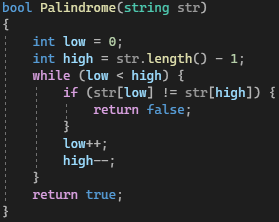 bool Palindrome(string str)
{
    int low = 0;
    int high = str.length() - 1;
    while (low < high) {
        if (str[low] != str[high]) {
            return false;
        }
        low++;
        high--;
    }
    return true;
}